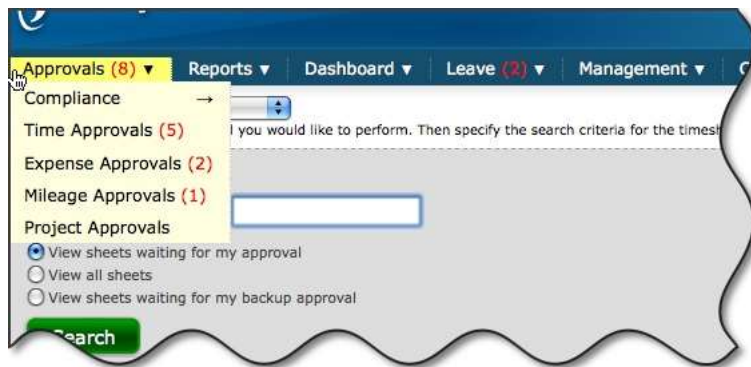 Approvals (8) ▼ Reports ▼ Dashboard ▼ Leave (2) ▼ Management ▼
Compliance →
Time Approvals (5)
you would like to perform. Then specify the search criteria for the
Expense Approvals (2)
Mileage Approvals (1)
Project Approvals
View sheets waiting for my approval
View all sheets
View sheets waiting for my backup approval
Search